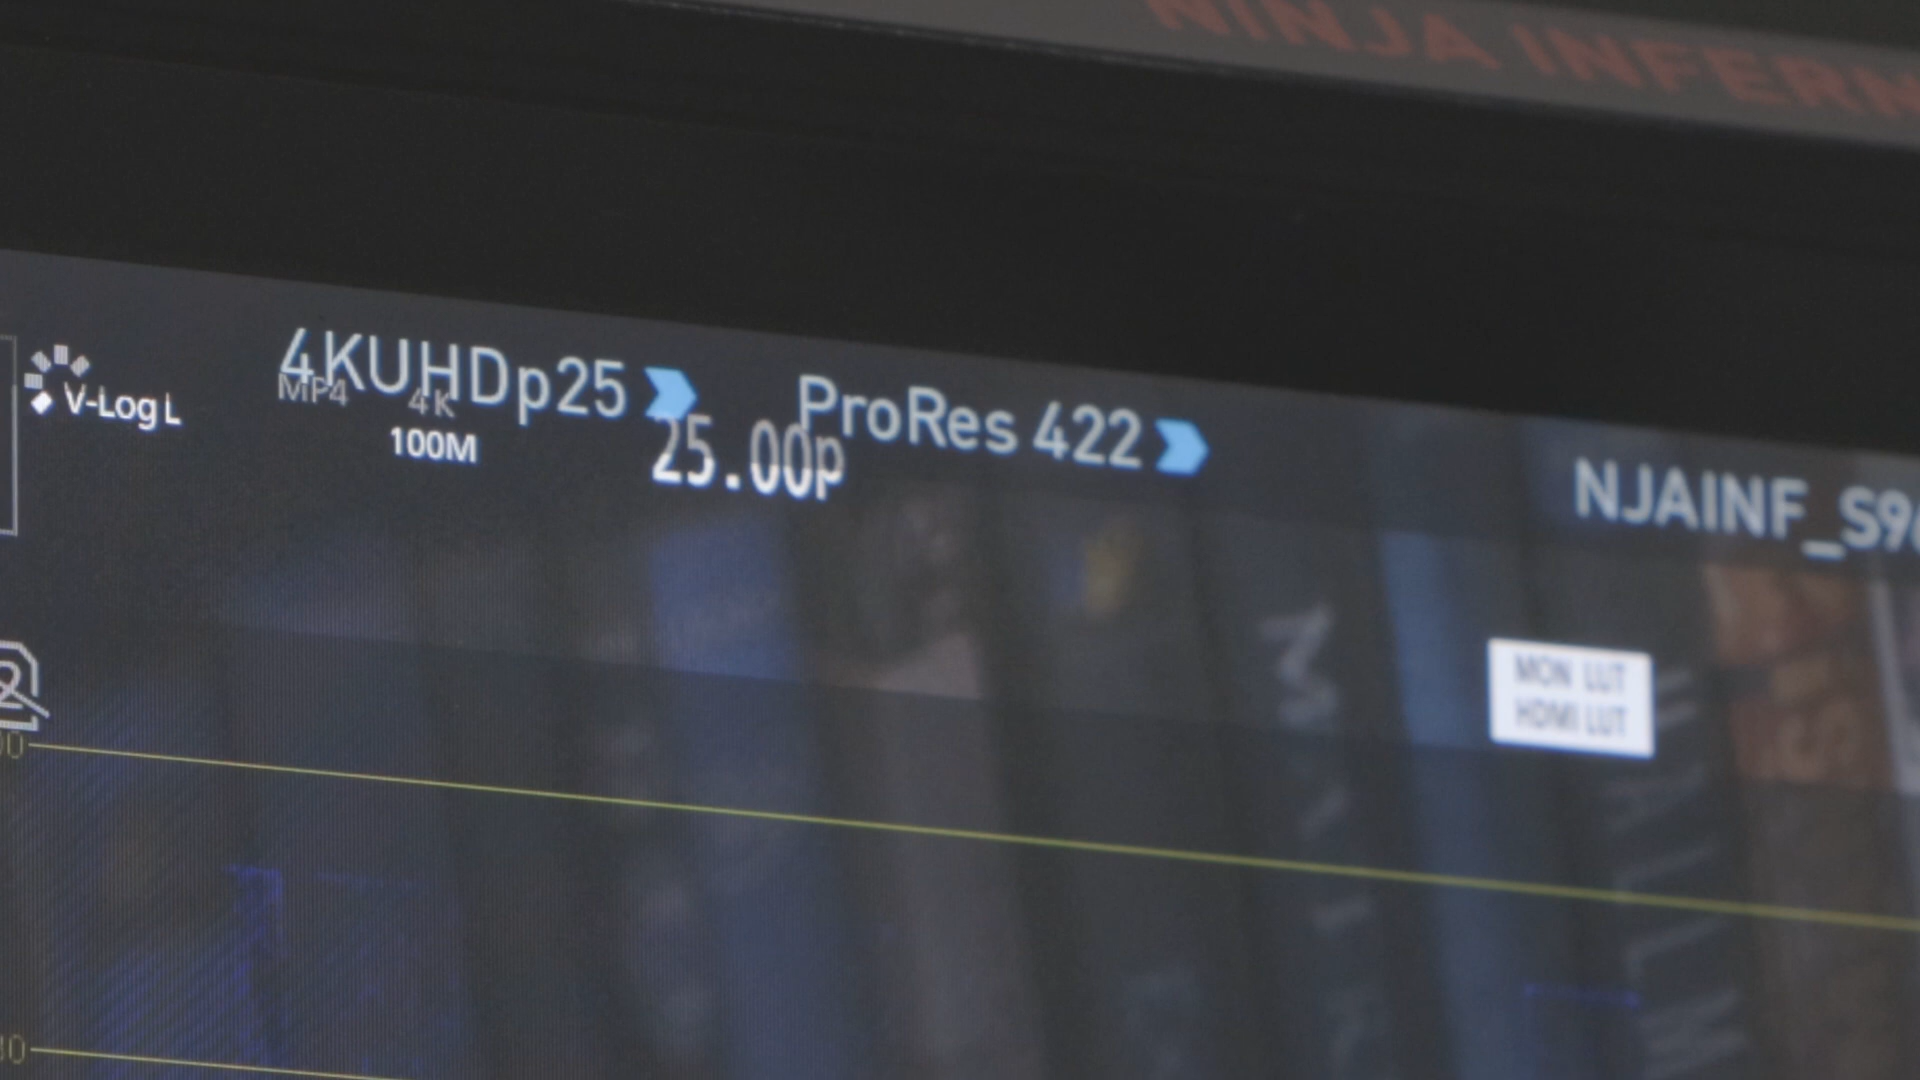 NINJA INFERN
4KUHDp25
ProRes 422
V-Log L
MP4
4K
100M
25.00p
NJAINF_S9
MON LUT
HDMI LUT